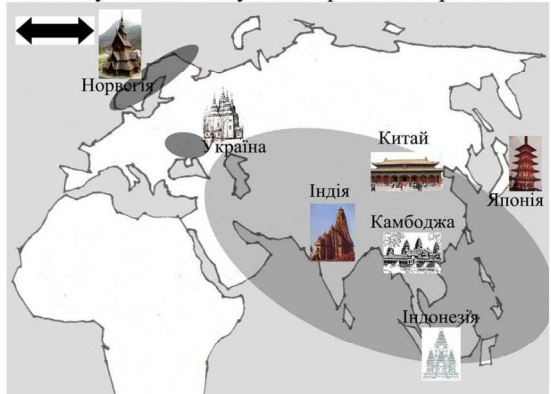 Норвегія
Україна
Китай
Індія
Японія
Камбоджа
Індонезія